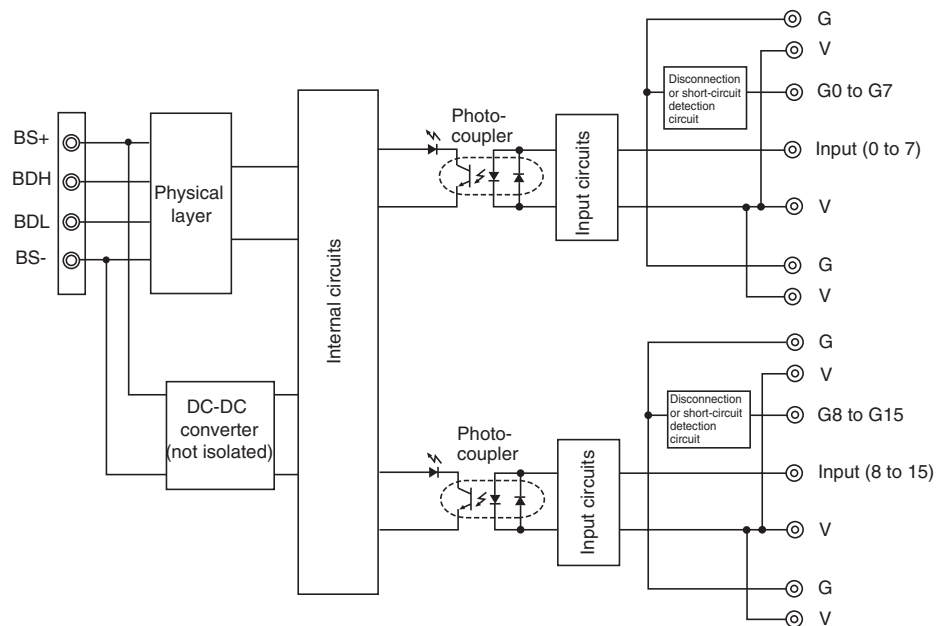 G
V
Disconnection
or short-circuit
detection
circuit
G0 to G7
Photo-
coupler
BS+
Input (0 to 7)
BDH
Physical
layer
Input circuits
BDL
V
BS-
G
Internal circuits
V
G
V
DC-DC
converter
(not isolated)
Disconnection
or short-circuit
detection
circuit
G8 to G15
Photo-
coupler
Input (8 to 15)
Input circuits
V
G
V